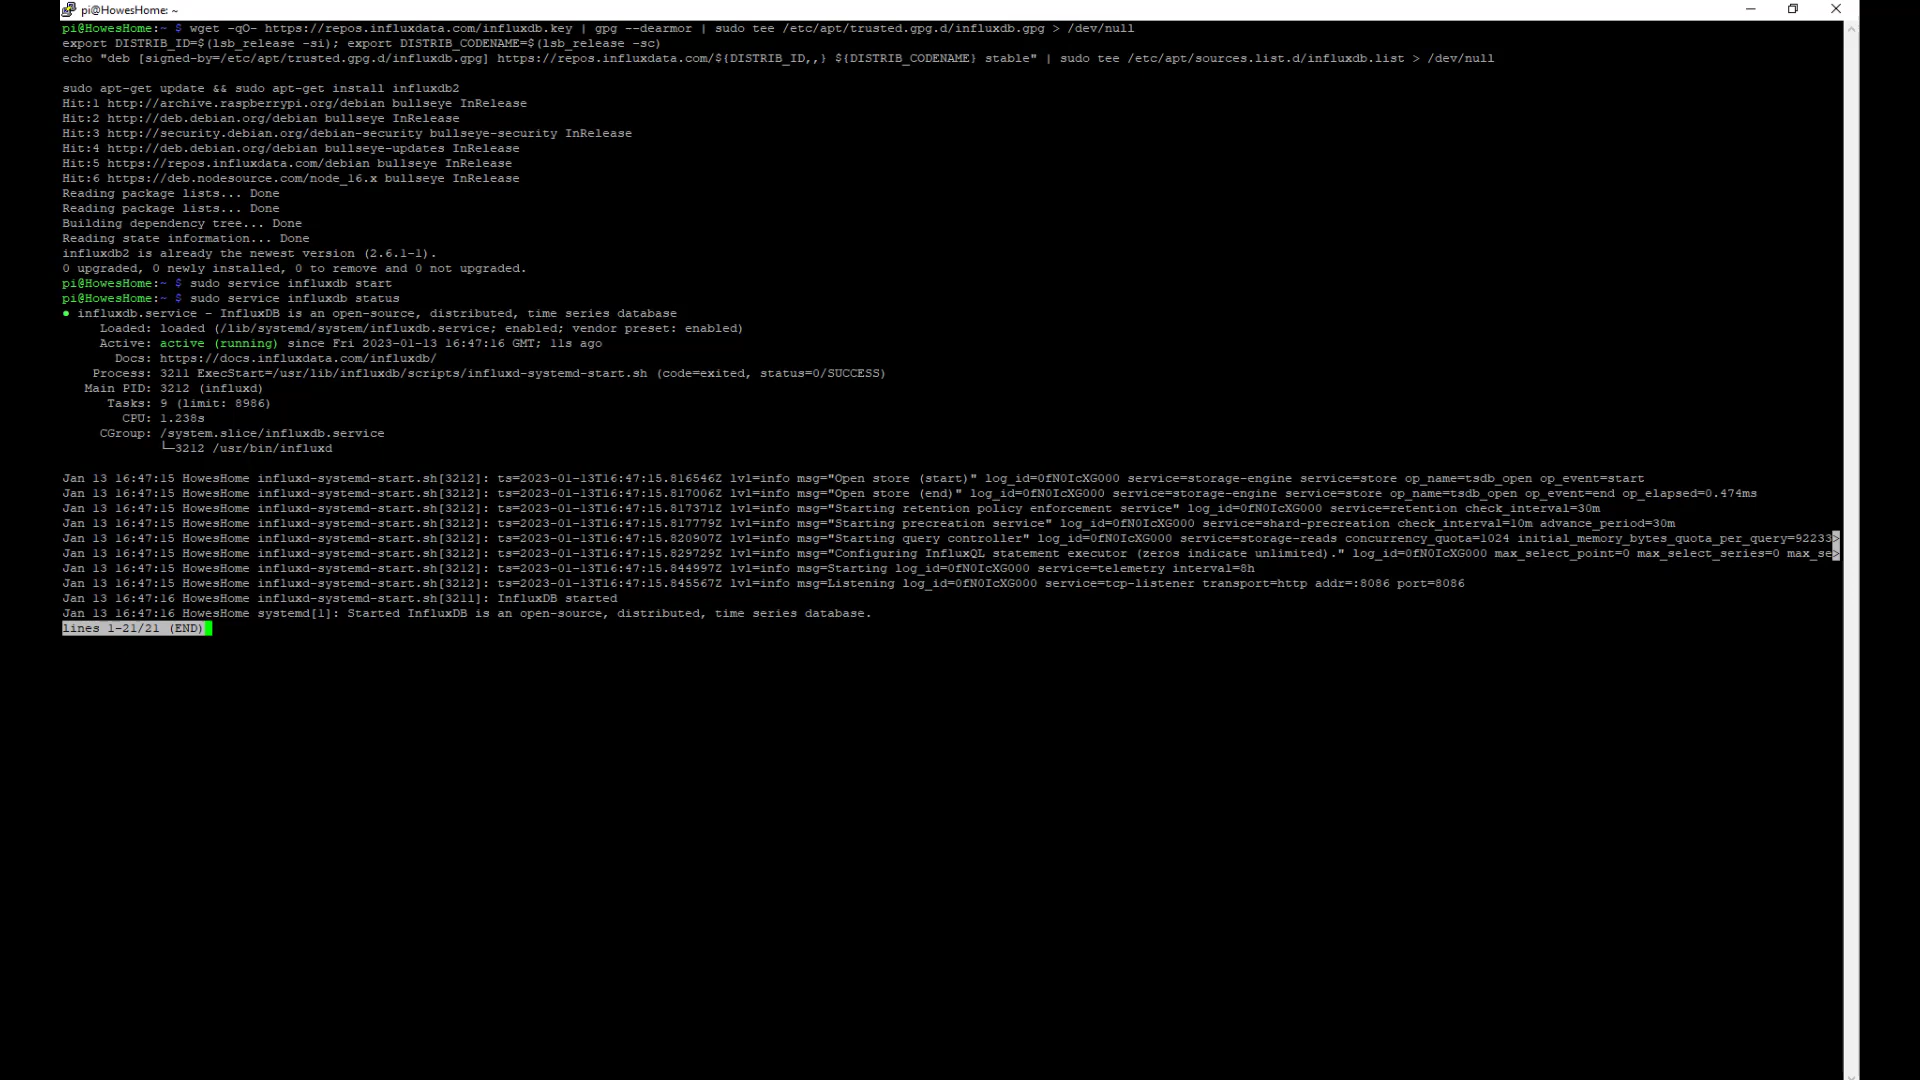 pi@HowesHome: ~
pi@HowesHome:~ $ wget -qO- https://repos.influxdata.com/influxdb.key | gpg --dearmor | sudo tee /etc/apt/trusted.gpg.d/influxdb.gpg > /dev/null
export DISTRIB_ID=$(lsb_release -si); export DISTRIB_CODENAME=$(lsb_release -sc)
echo "deb [signed-by=/etc/apt/trusted.gpg.d/influxdb.gpg] https://repos.influxdata.com/${DISTRIB_ID,,} ${DISTRIB_CODENAME} stable" | sudo tee /etc/apt/sources.list.d/influxdb.list > /dev/null
sudo apt-get update && sudo apt-get install influxdb2
Hit:1 http://archive.raspberrypi.org/debian bullseye InRelease
Hit:2 http://deb.debian.org/debian bullseye InRelease
Hit:3 http://security.debian.org/debian-security bullseye-security InRelease
Hit:4 http://deb.debian.org/debian bullseye-updates InRelease
Hit:5 https://repos.influxdata.com/debian bullseye InRelease
Hit:6 https://deb.nodesource.com/node_16.x bullseye InRelease
Reading package lists... Done
Reading package lists... Done
Building dependency tree... Done
Reading state information... Done
influxdb2 is already the newest version (2.6.1-1).
0 upgraded, 0 newly installed, 0 to remove and 0 not upgraded.
pi@HowesHome:~ $ sudo service influxdb start
pi@HowesHome:~ $ sudo service influxdb status
● influxdb.service - InfluxDB is an open-source, distributed, time series database
Loaded: loaded (/lib/systemd/system/influxdb.service; enabled; vendor preset: enabled)
Active: active (running) since Fri 2023-01-13 16:47:16 GMT; 11s ago
Docs: https://docs.influxdata.com/influxdb/
Process: 3211 ExecStart=/usr/lib/influxdb/scripts/influxd-systemd-start.sh (code=exited, status=0/SUCCESS)
Main PID: 3212 (influxd)
Tasks: 9 (limit: 8986)
CPU: 1.238s
CGroup: /system.slice/influxdb.service
└─3212 /usr/bin/influxd
Jan 13 16:47:15 HowesHome influxd-systemd-start.sh[3212]: ts=2023-01-13T16:47:15.816546Z lvl=info msg="Open store (start)" log_id=0fN0IcXG000 service=storage-engine service=store op_name=tsdb_open op_event=start
Jan 13 16:47:15 HowesHome influxd-systemd-start.sh[3212]: ts=2023-01-13T16:47:15.817006Z lvl=info msg="Open store (end)" log_id=0fN0IcXG000 service=storage-engine service=store op_name=tsdb_open op_event=end op_elapsed=0.474ms
Jan 13 16:47:15 HowesHome influxd-systemd-start.sh[3212]: ts=2023-01-13T16:47:15.817371Z lvl=info msg="Starting retention policy enforcement service" log_id=0fN0IcXG000 service=retention check_interval=30m
Jan 13 16:47:15 HowesHome influxd-systemd-start.sh[3212]: ts=2023-01-13T16:47:15.817779Z lvl=info msg="Starting precreation service" log_id=0fN0IcXG000 service=shard-precreation check_interval=10m advance_period=30m
Jan 13 16:47:15 HowesHome influxd-systemd-start.sh[3212]: ts=2023-01-13T16:47:15.820907Z lvl=info msg="Starting query controller" log_id=0fN0IcXG000 service=storage-reads concurrency_quota=1024 initial_memory_bytes_quota_per_query=92233>
Jan 13 16:47:15 HowesHome influxd-systemd-start.sh[3212]: ts=2023-01-13T16:47:15.829729Z lvl=info msg="Configuring InfluxQL statement executor (zeros indicate unlimited)." log_id=0fN0IcXG000 max_select_point=0 max_select_series=0 max_se>
Jan 13 16:47:15 HowesHome influxd-systemd-start.sh[3212]: ts=2023-01-13T16:47:15.844997Z lvl=info msg=Starting log_id=0fN0IcXG000 service=telemetry interval=8h
Jan 13 16:47:15 HowesHome influxd-systemd-start.sh[3212]: ts=2023-01-13T16:47:15.845567Z lvl=info msg=Listening log_id=0fN0IcXG000 service=tcp-listener transport=http addr=:8086 port=8086
Jan 13 16:47:16 HowesHome influxd-systemd-start.sh[3211]: InfluxDB started
Jan 13 16:47:16 HowesHome systemd[1]: Started InfluxDB is an open-source, distributed, time series database.
lines 1-21/21 (END)